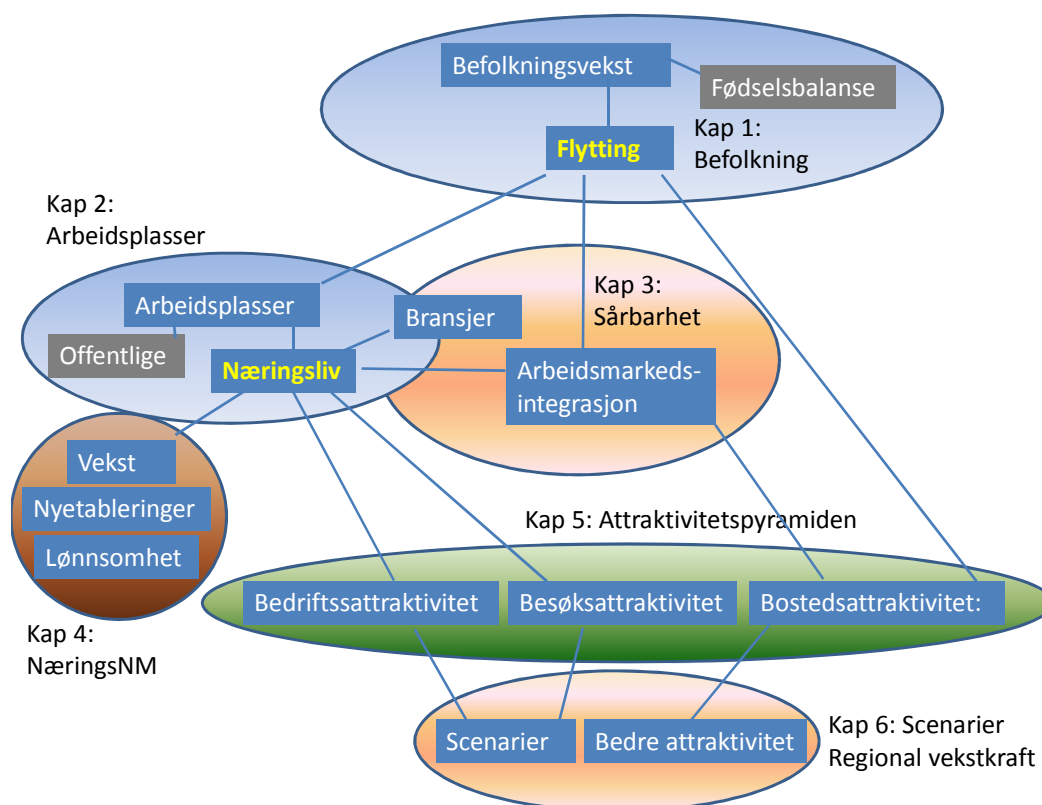 Befolkningsvekst
Fødselsbalanse
Kap 1:
Befolkning
Flytting
Kap 2:
Arbeidsplasser
Arbeidsplasser
Offentlige
Næringsliv
Bransjer
Kap 3:
Sårbarhet
Arbeidsmarkeds-
integrasjon
Vekst
Nyetableringer
Lønnsomhet
Kap 4:
NæringsNM
Kap 5: Attraktivitetspyramiden
Bedriftssattraktivitet
Besøksattraktivitet
Bostedsattraktivitet:
Scenarier
Bedre attraktivitet
Kap 6: Scenarier
Regional vekstkraft